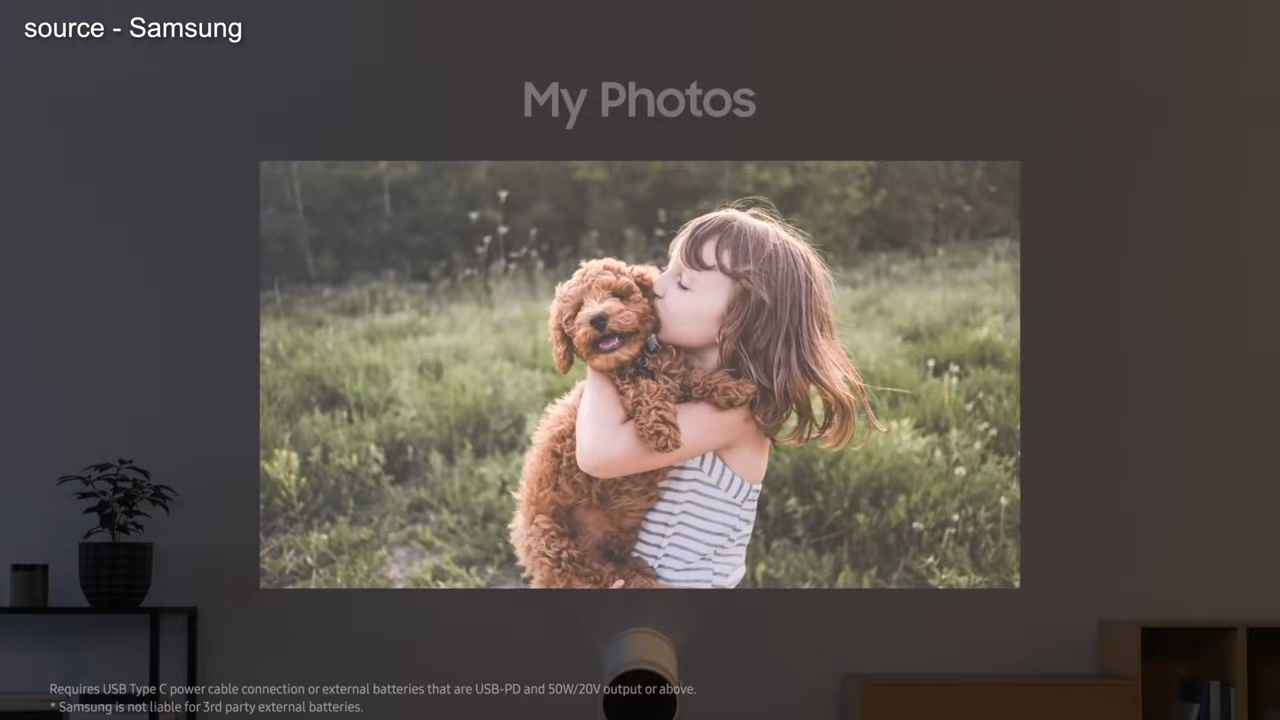 source - Samsung
My Photos
Requires USB Type C power cable connection or external batteries that are USB-PD and 50W/20V output or above.
* Samsung is not liable for 3rd party external batteries.